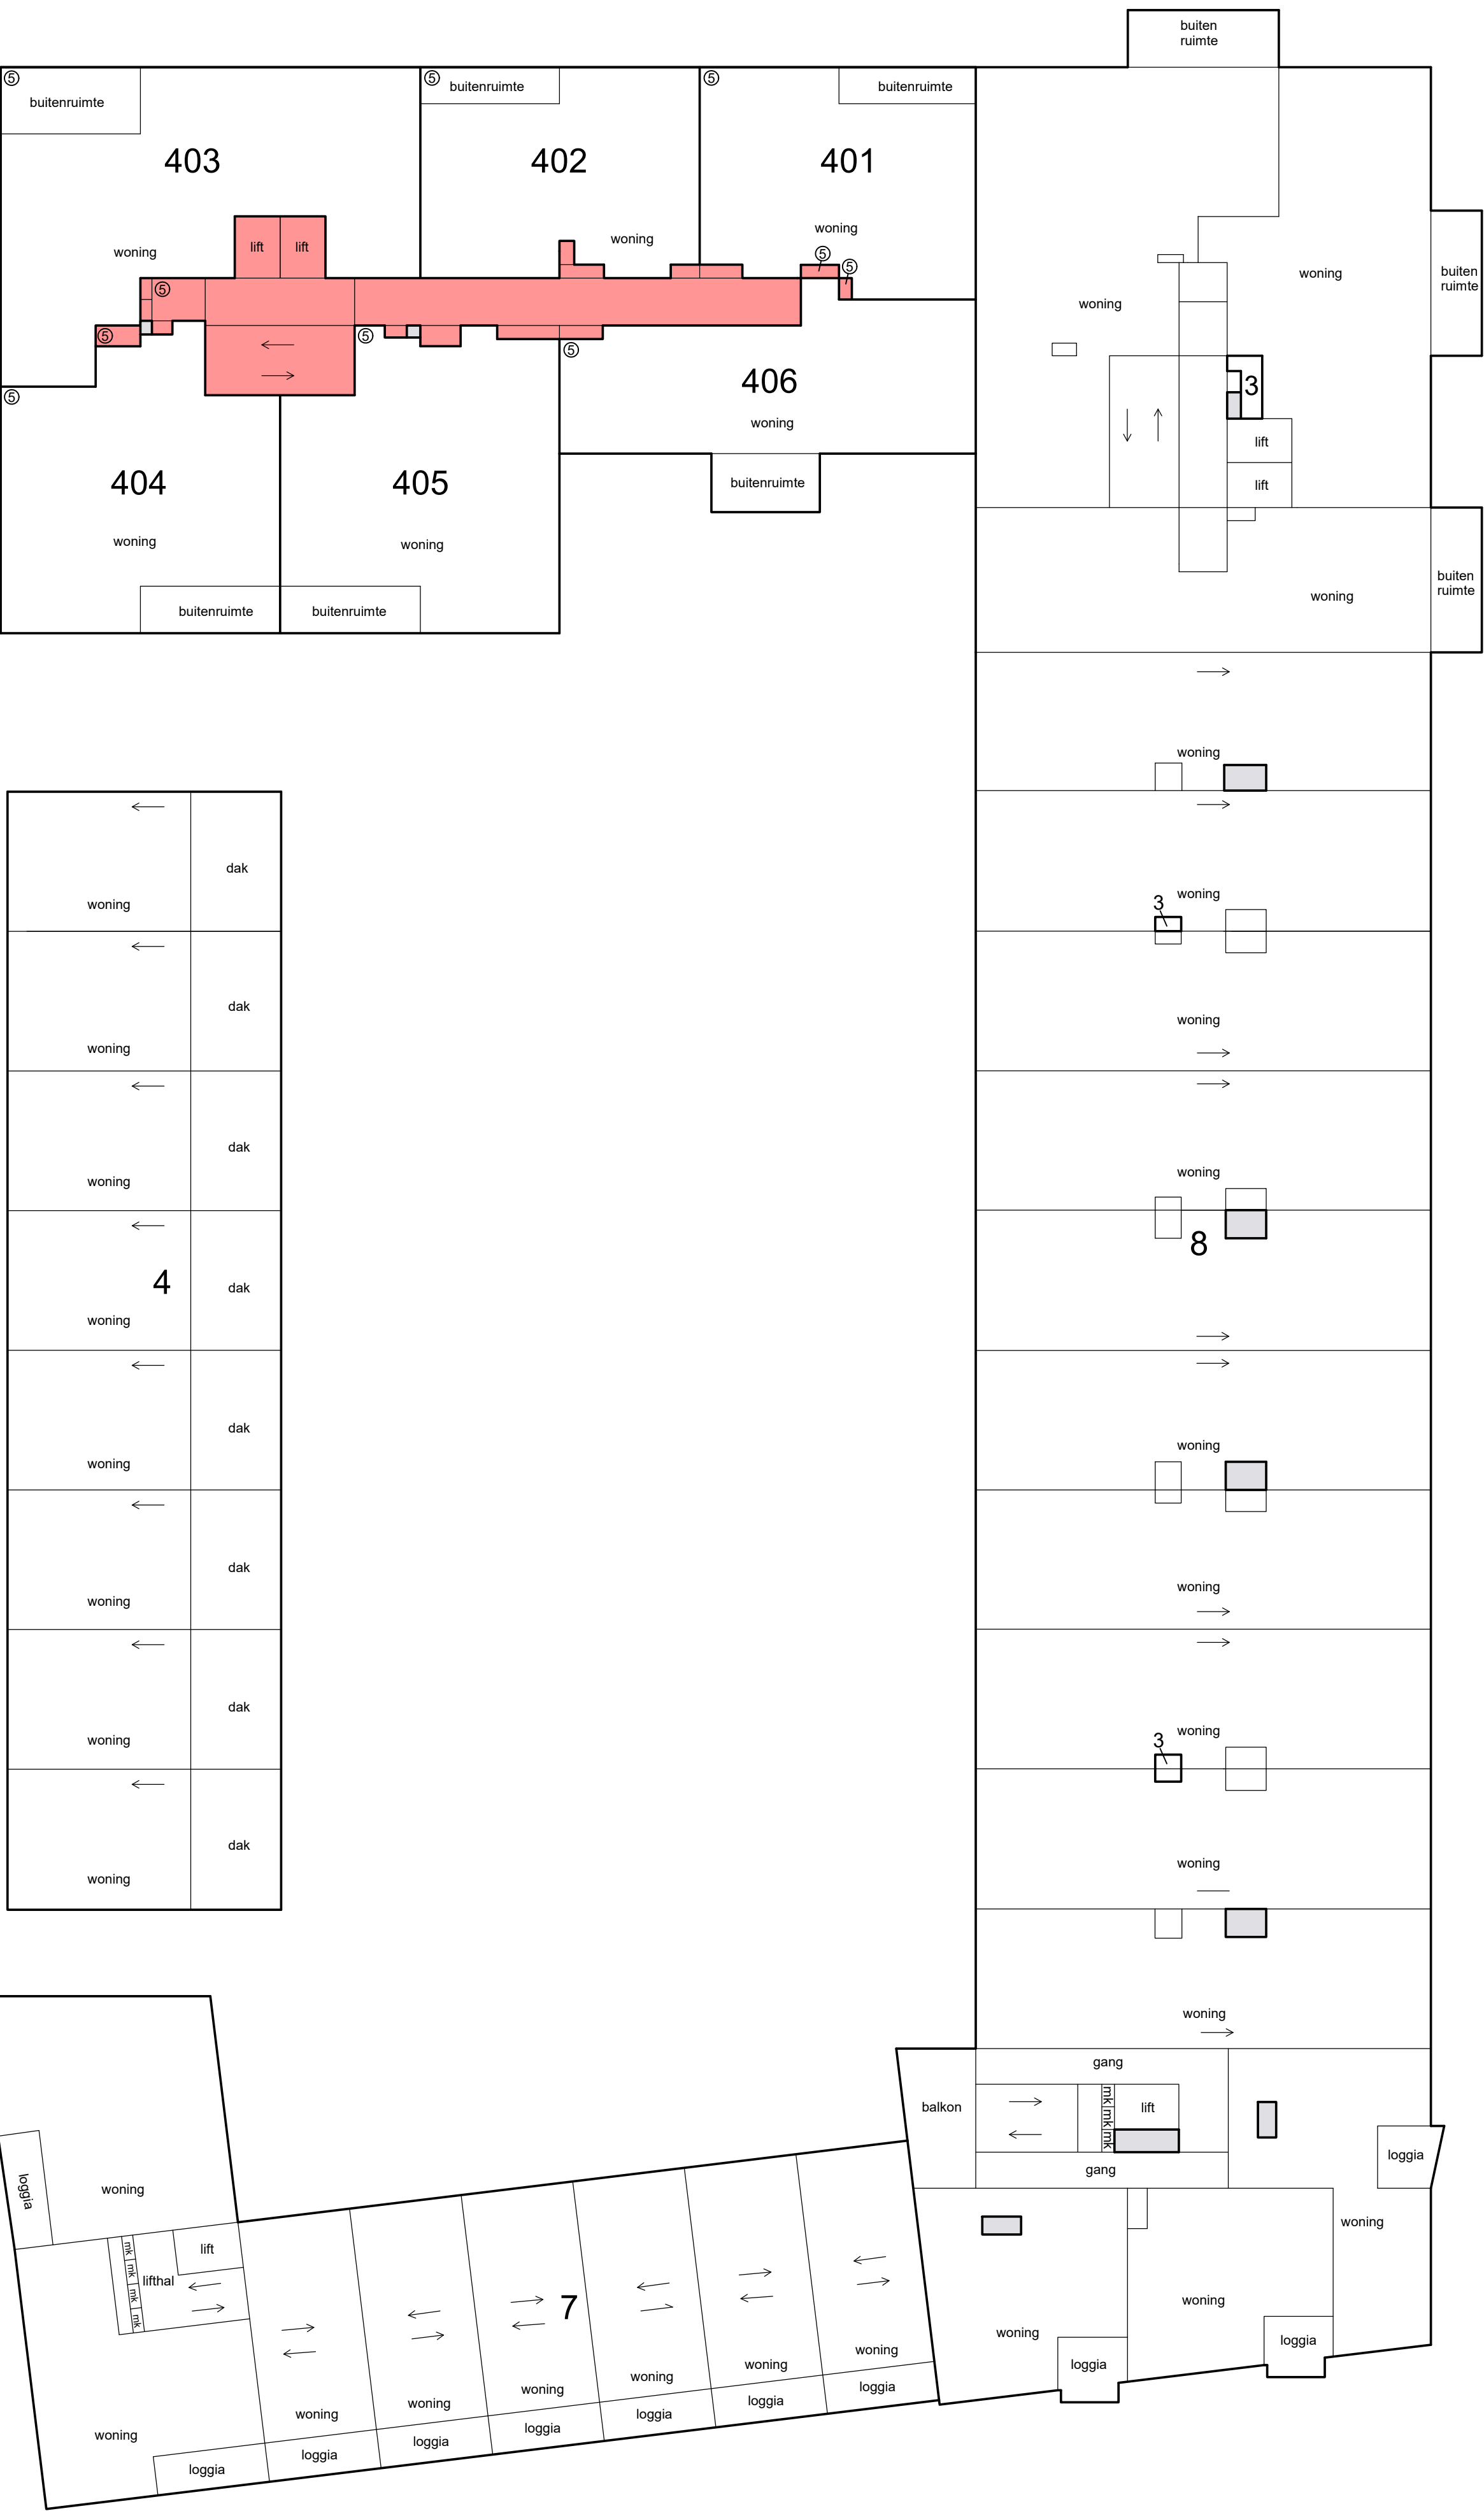 buiten
ruimte
⑤
buitenruimte
⑤
buitenruimte
⑤
buitenruimte
403
402
401
woning
lift
lift
woning
woning
⑤
⑤
⑤
⑤
⑤
⑤
⑤
woning
woning
buiten
ruimte
406
woning
3
lift
lift
404
405
buitenruimte
woning
woning
buitenruimte
buitenruimte
woning
buiten
ruimte
woning
dak
woning
woning
3
dak
woning
woning
dak
woning
woning
8
4
dak
woning
dak
woning
woning
dak
woning
woning
dak
woning
woning
3
dak
woning
woning
woning
gang
balkon
mk
mk
mk
lift
gang
loggia
loggia
woning
woning
lift
mk
mk
mk
mk
lifthal
7
woning
woning
loggia
loggia
woning
woning
woning
woning
woning
woning
woning
loggia
loggia
loggia
loggia
loggia
loggia
loggia